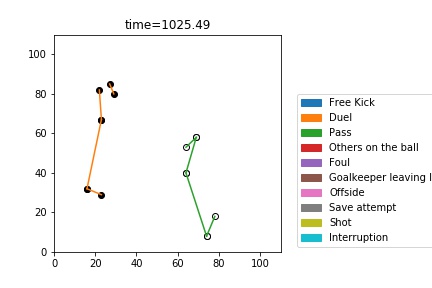 time=1025.49
100
80
60
40
20
0
0 20 40 60 80 100
Free Kick
Duel
Pass
Others on the ball
Foul
Goalkeeper leaving l
Offside
Save attempt
Shot
Interruption